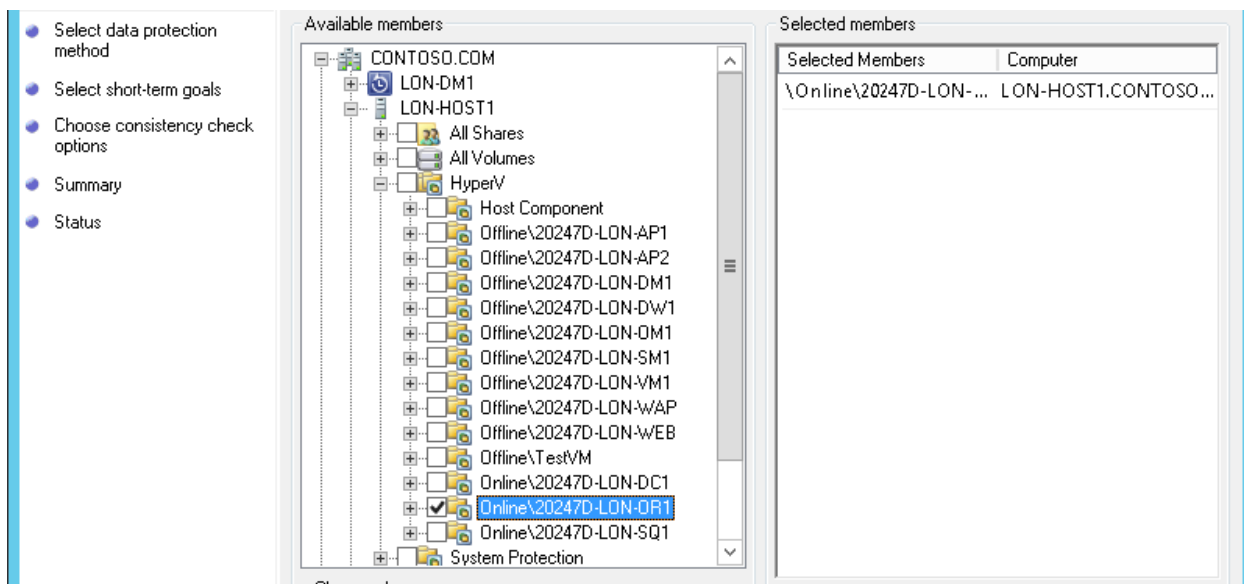 Select data protection
method
Select short-term goals
Choose consistency check
options
Summary
Status
Available members
CONTOSO.COM
LON-DM1
LON-HOST1
All Shares
All Volumes
HyperV
Host Component
Offline\20247D-LON-AP1
Offline\20247D-LON-AP2
Offline\20247D-LON-DM1
Offline\20247D-LON-DW1
Offline\20247D-LON-OM1
Offline\20247D-LON-SM1
Offline\20247D-LON-VM1
Offline\20247D-LON-WAP
Offline\20247D-LON-WEB
Offline\TestVM
Online\20247D-LON-DC1
Online\20247D-LON-OR1
Online\20247D-LON-SQ1
System Protection
Selected members
Selected Members Computer
\Online\20247D-LON-... LON-HOST1.CONTOSO...